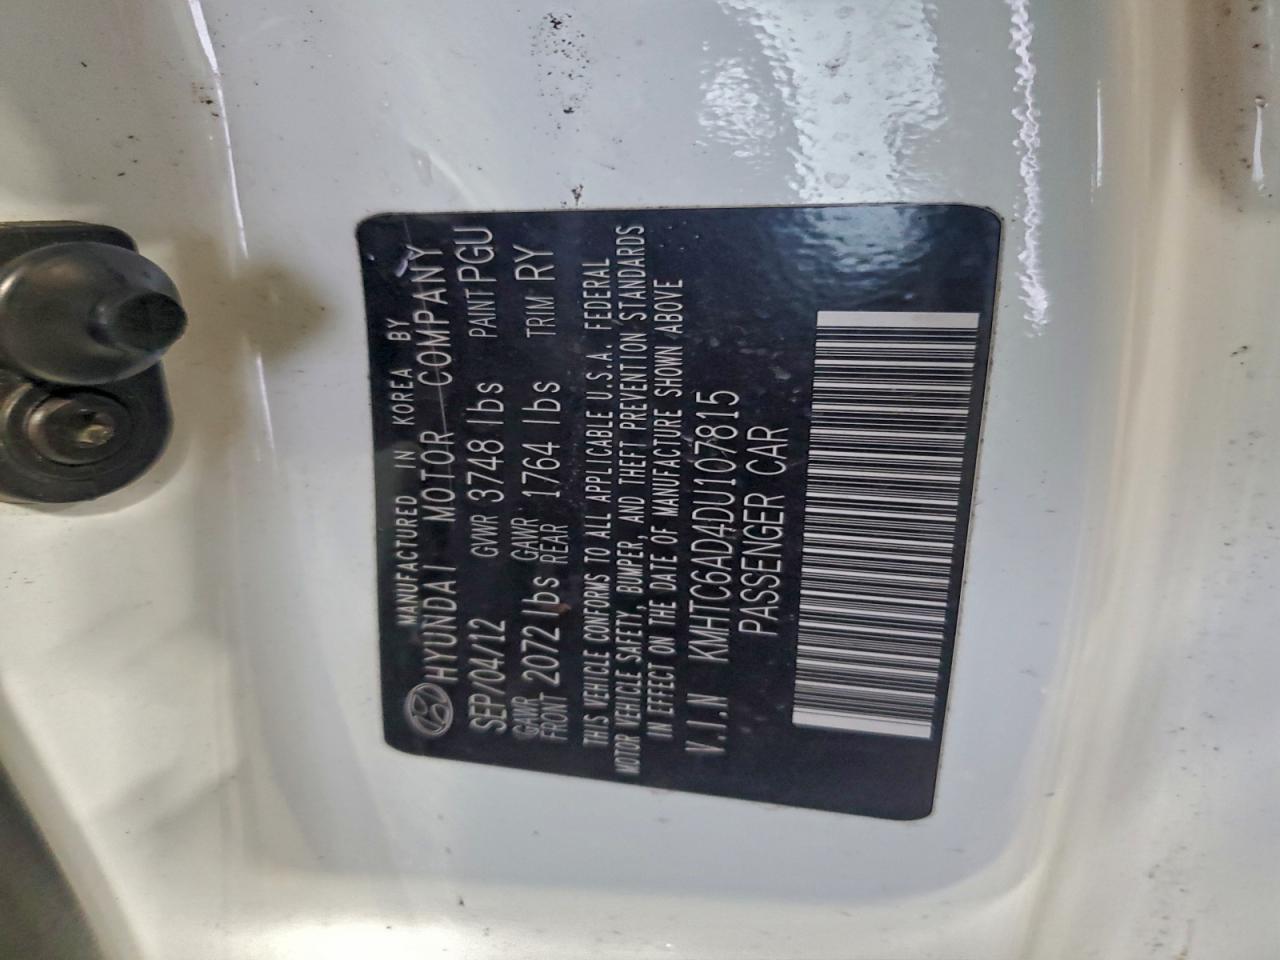 MANUFACTURED IN KOREA BY
HYUNDAI MOTOR COMPANY
SEP/04/12 GVWR 3748 lbs PAINT PGU
GAWR FRONT 2072 lbs GAWR REAR 1764 lbs TRIM RY
THIS VEHICLE CONFORMS TO ALL APPLICABLE U.S.A. FEDERAL
MOTOR VEHICLE SAFETY, BUMPER, AND THEFT PREVENTION STANDARDS
IN EFFECT ON THE DATE OF MANUFACTURE SHOWN ABOVE
V.I.N KMHTC6AD4DU107815
PASSENGER CAR